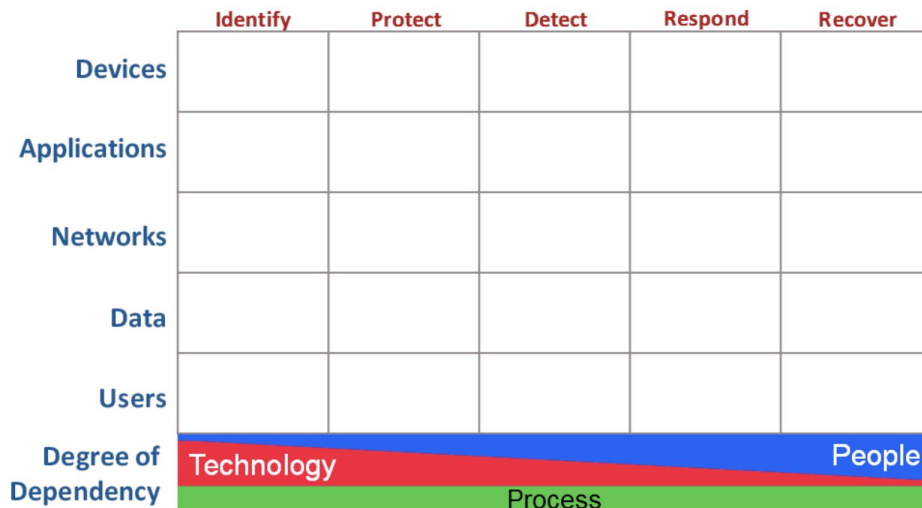 Identify Protect Detect Respond Recover
Devices
Applications
Networks
Data
Users
Degree of
Dependency
Technology
People
Process